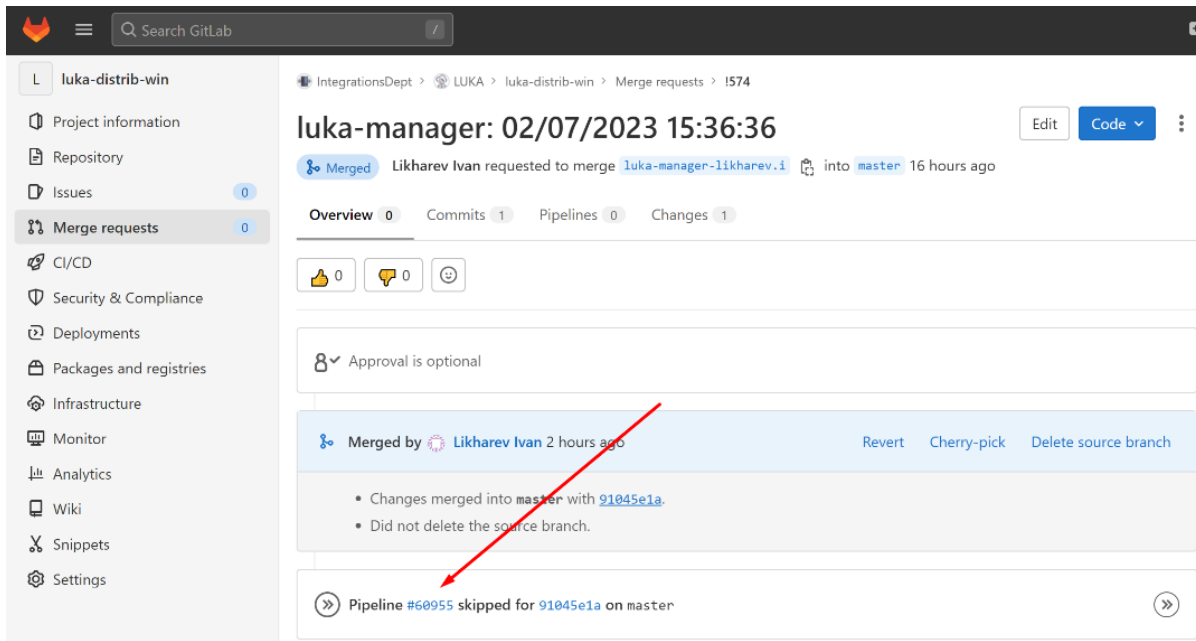 Search GitLab /
L luka-distrib-win
Project information
Repository
Issues 0
Merge requests 0
CI/CD
Security & Compliance
Deployments
Packages and registries
Infrastructure
Monitor
Analytics
Wiki
Snippets
Settings
IntegrationsDept > LUKA > luka-distrib-win > Merge requests > !574
luka-manager: 02/07/2023 15:36:36
Edit
Code
Merged Likharev Ivan requested to merge luka-manager-likharev.i into master 16 hours ago
Overview 0 Commits 1 Pipelines 0 Changes 1
0 0
Approval is optional
Merged by Likharev Ivan 2 hours ago Revert Cherry-pick Delete source branch
• Changes merged into master with 91045e1a.
• Did not delete the source branch.
Pipeline #60955 skipped for 91045e1a on master